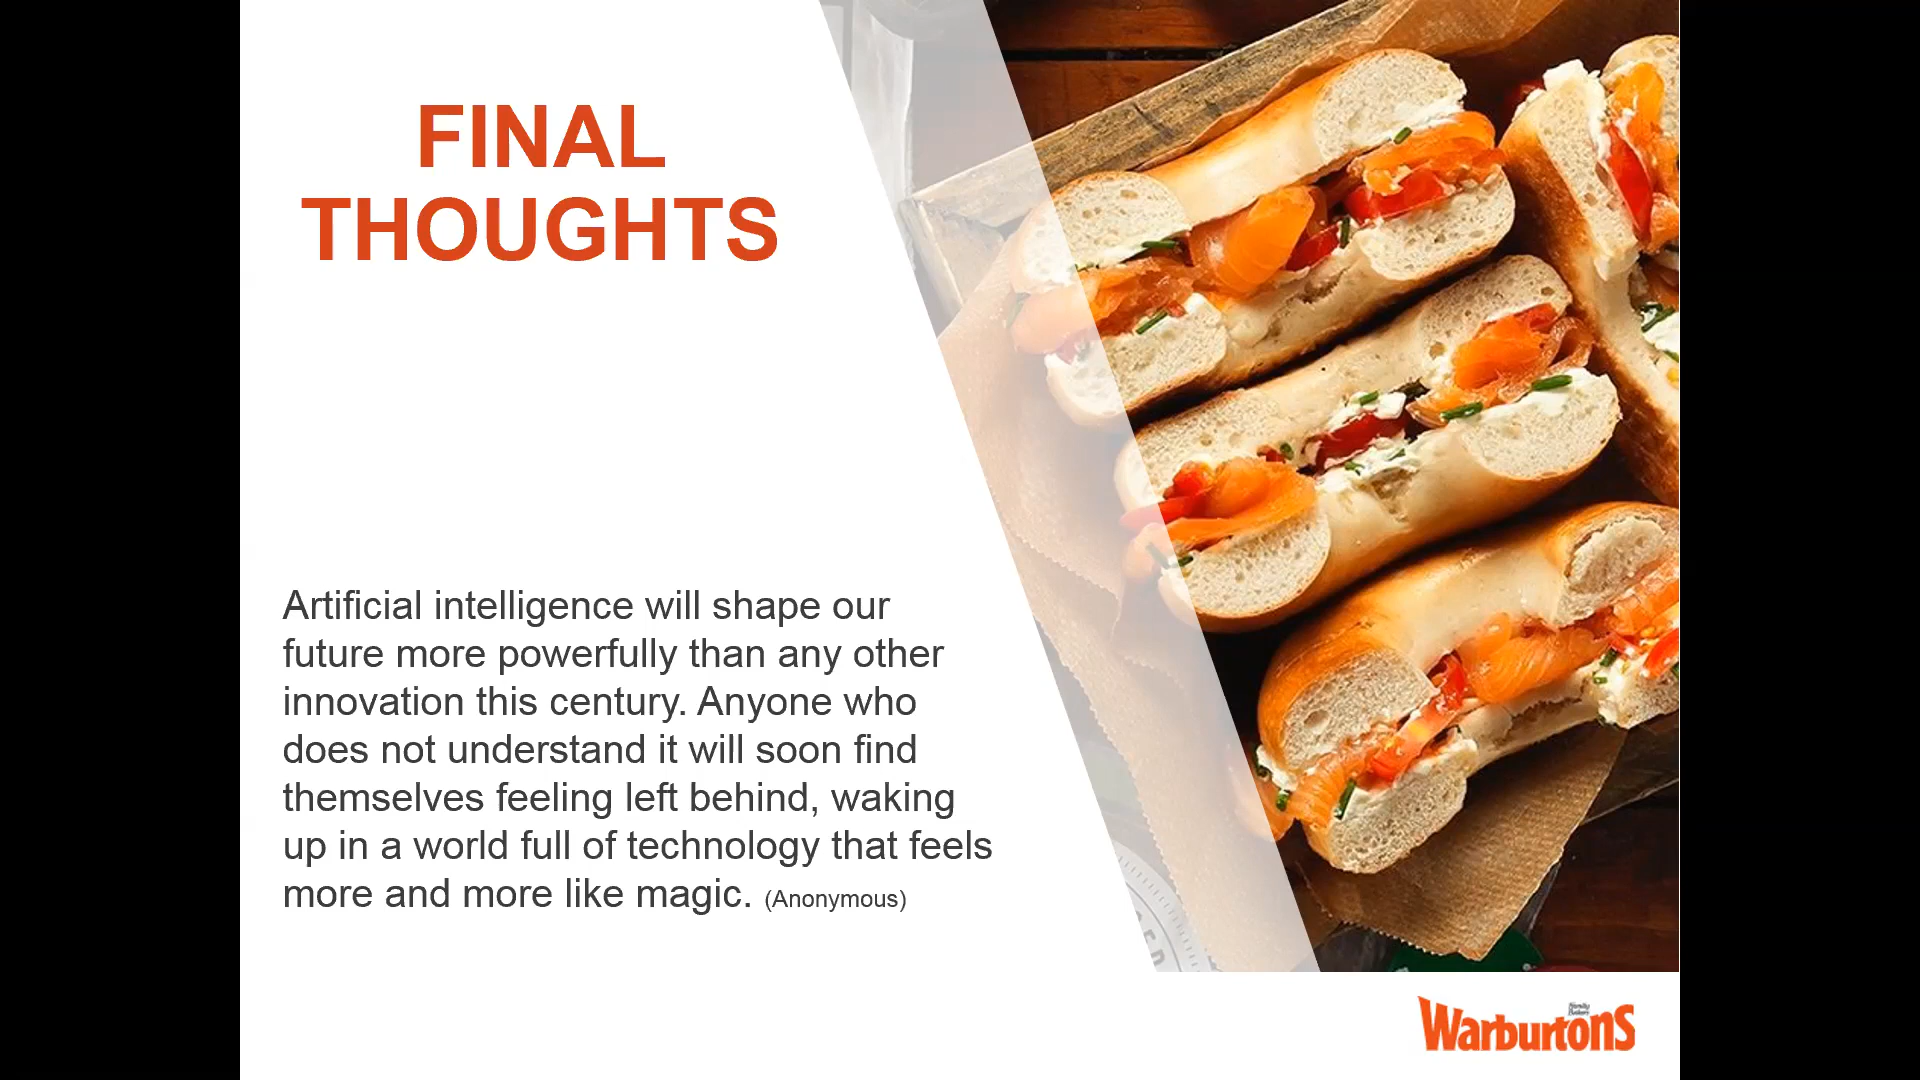 FINAL
THOUGHTS
Artificial intelligence will shape our
future more powerfully than any other
innovation this century. Anyone who
does not understand it will soon find
themselves feeling left behind, waking
up in a world full of technology that feels
more and more like magic. (Anonymous)
Warburtons